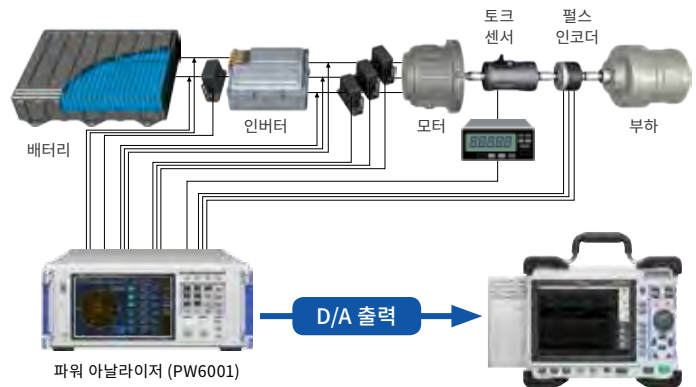 토크
센서
펄스
인코더
배터리
인버터
모터
부하
D/A 출력
파워 아날라이저 (PW6001)